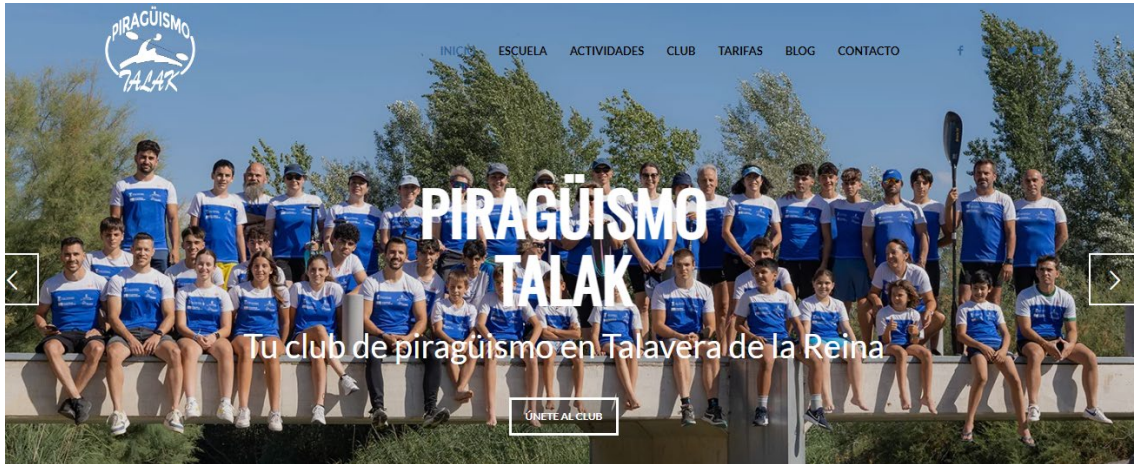 PIRAGÜISMO
TALAK
INICIO
ESCUELA
ACTIVIDADES
CLUB
TARIFAS
BLOG
CONTACTO
PIRAGÜISMO
TALAK
Tu club de piragüismo en Talavera de la Reina
ÚNETE AL CLUB